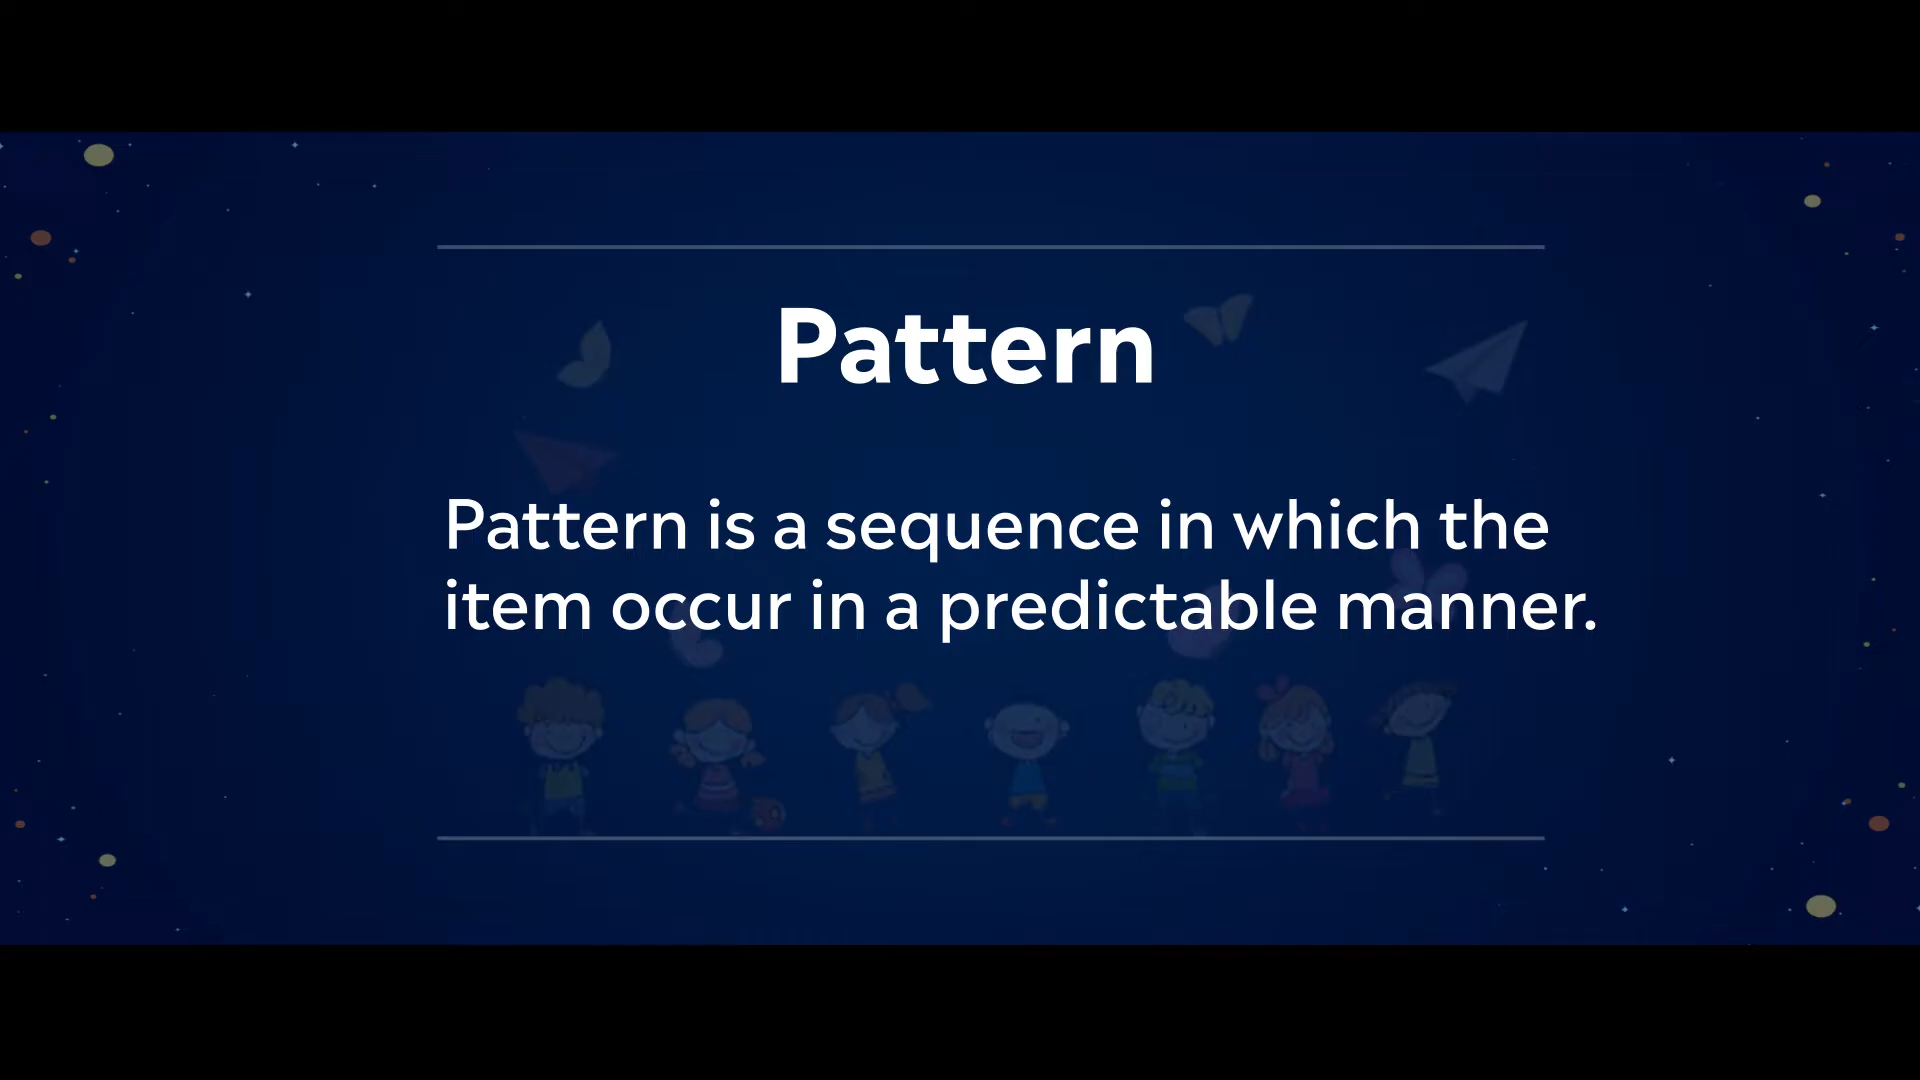 Pattern
Pattern is a sequence in which the
item occur in a predictable manner.